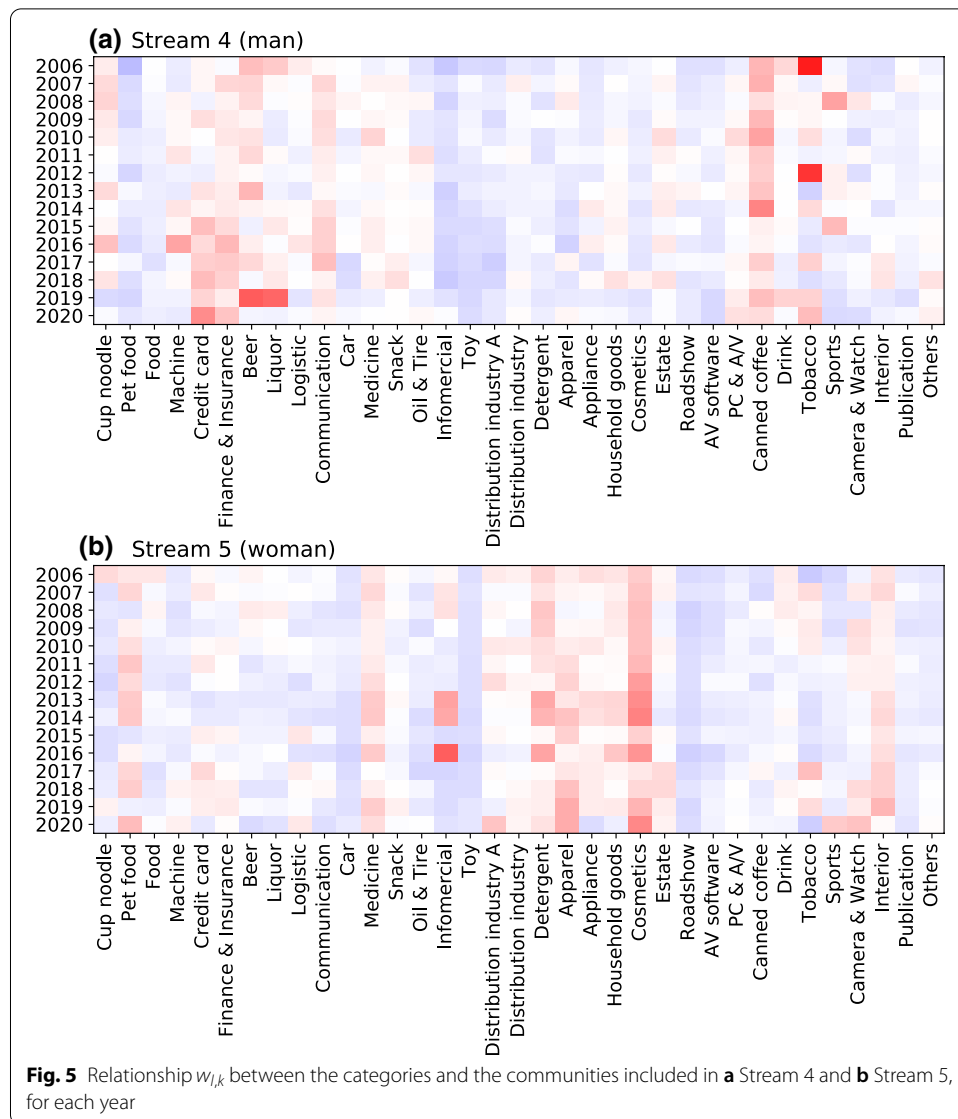 (a) Stream 4 (man)
2006
2007
2008
2009
2010
2011
2012
2013
2014
2015
2016
2017
2018
2019
2020
Cup noodle
Pet food
Food
Machine
Credit card
Finance & Insurance
Beer
Liquor
Logistic
Communication
Car
Medicine
Snack
Oil & Tire
Infomercial
Toy
Distribution industry A
Distribution industry
Detergent
Apparel
Appliance
Household goods
Cosmetics
Estate
Roadshow
AV software
PC & A/V
Canned coffee
Drink
Tobacco
Sports
Camera & Watch
Interior
Publication
Others
(b) Stream 5 (woman)
2006
2007
2008
2009
2010
2011
2012
2013
2014
2015
2016
2017
2018
2019
2020
Cup noodle
Pet food
Food
Machine
Credit card
Finance & Insurance
Beer
Liquor
Logistic
Communication
Car
Medicine
Snack
Oil & Tire
Infomercial
Toy
Distribution industry A
Distribution industry
Detergent
Apparel
Appliance
Household goods
Cosmetics
Estate
Roadshow
AV software
PC & A/V
Canned coffee
Drink
Tobacco
Sports
Camera & Watch
Interior
Publication
Others
Fig. 5 Relationship w_{l,k} between the categories and the communities included in a Stream 4 and b Stream 5,
for each year